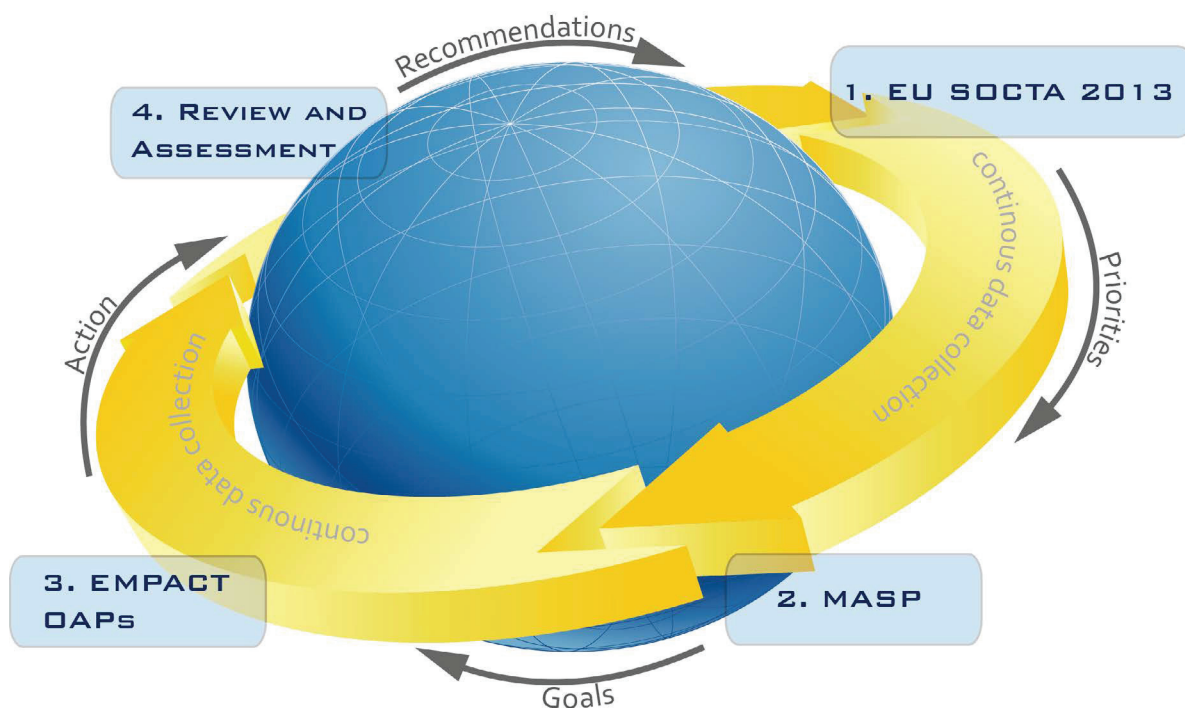 Recommendations
1. EU SOCTA 2013
4. REVIEW AND
ASSESSMENT
continous data collection
Priorities
Action
continous data collection
3. EMPACT
OAPs
2. MASP
Goals